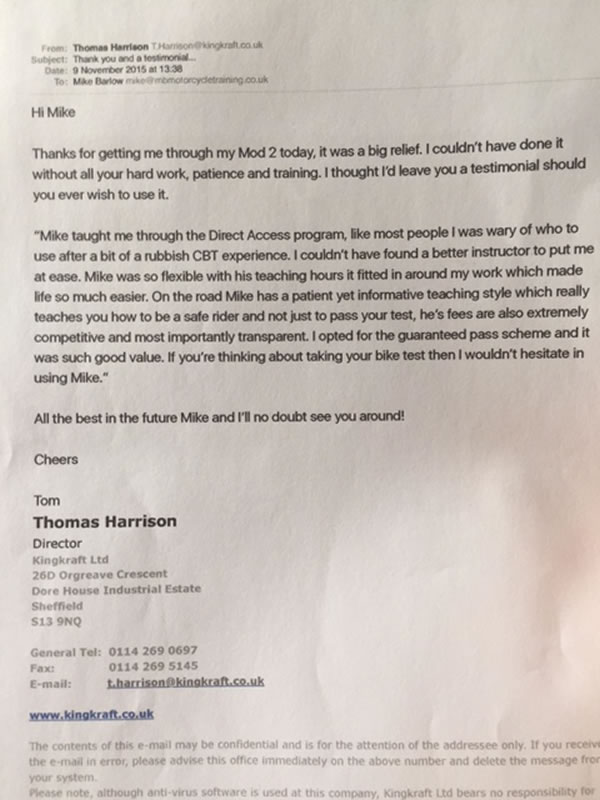 From: Thomas Harrison T.Harrison@kingkraft.co.uk
Subject: Thank you and a testimonial...
Date: 9 November 2015 at 13:38
To: Mike Barlow mike@mbmotorcycletraining.co.uk
Hi Mike
Thanks for getting me through my Mod 2 today, it was a big relief. I couldn't have done it
without all your hard work, patience and training. I thought I'd leave you a testimonial should
you ever wish to use it.
"Mike taught me through the Direct Access program, like most people I was wary of who to
use after a bit of a rubbish CBT experience. I couldn't have found a better instructor to put me
at ease. Mike was so flexible with his teaching hours it fitted in around my work which made
life so much easier. On the road Mike has a patient yet informative teaching style which really
teaches you how to be a safe rider and not just to pass your test, he's fees are also extremely
competitive and most importantly transparent. I opted for the guaranteed pass scheme and it
was such good value. If you're thinking about taking your bike test then I wouldn't hesitate in
using Mike."
All the best in the future Mike and I'll no doubt see you around!
Cheers
Tom
Thomas Harrison
Director
Kingkraft Ltd
26D Orgreave Crescent
Dore House Industrial Estate
Sheffield
S13 9NQ
General Tel: 0114 269 0697
Fax: 0114 269 5145
E-mail: t.harrison@kingkraft.co.uk
www.kingkraft.co.uk
The contents of this e-mail may be confidential and is for the attention of the addressee only. If you receive
the e-mail in error, please advise this office immediately on the above number and delete the message from
your system.
Please note, although anti-virus software is used at this company, Kingkraft Ltd bears no responsibility for